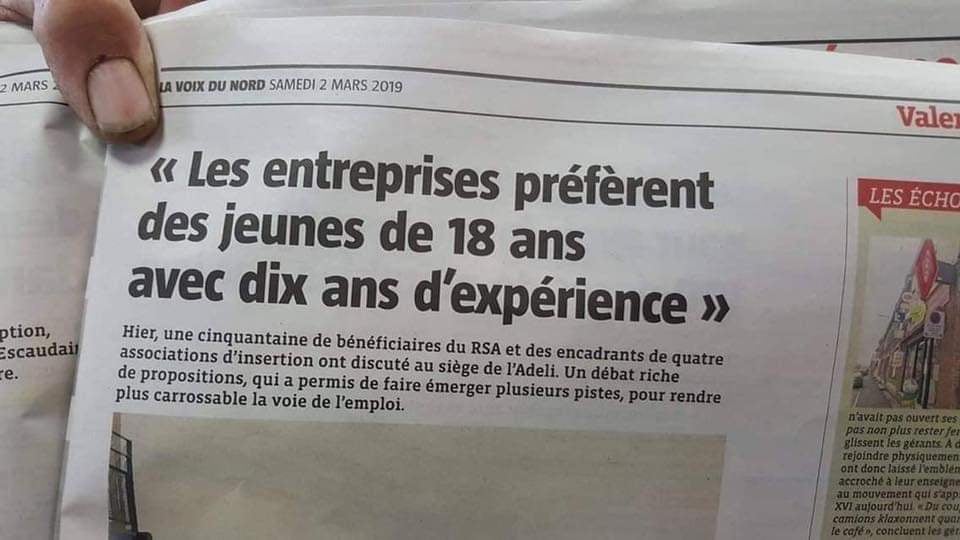 2 MARS 2
LA VOIX DU NORD SAMEDI 2 MARS 2019
Valen
« Les entreprises préfèrent
des jeunes de 18 ans
avec dix ans d'expérience »
Hier, une cinquantaine de bénéficiaires du RSA et des encadrants de quatre
associations d'insertion ont discuté au siège de l'Adeli. Un débat riche
de propositions, qui a permis de faire émerger plusieurs pistes, pour rendre
plus carrossable la voie de l'emploi.
ption,
Escaudai
re.
LES ÉCHO
n'avait pas ouvert ses
pas non plus rester fer
glissent les gérants. A d
rejoindre physiquemen
ont donc laissé l'emblén
accroché à leur enseigne
au mouvement qui s'app
XVI aujourd'hui. « Du coup
camions klaxonnent quan
le café », concluent les gér